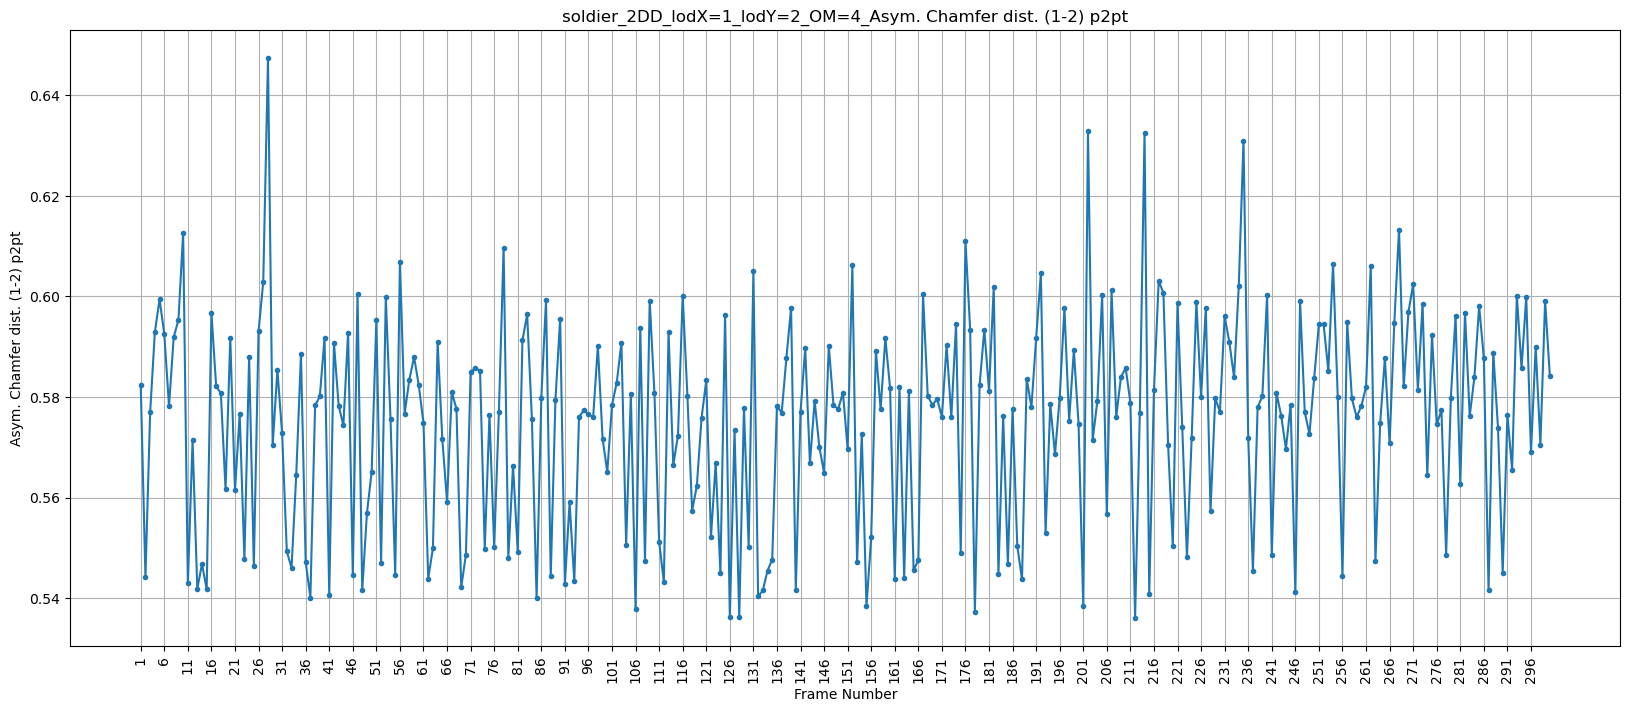 soldier_2DD_lodX=1_lodY=2_OM=4_Asym. Chamfer dist. (1-2) p2pt
Asym. Chamfer dist. (1-2) p2pt
0.64
0.62
0.60
0.58
0.56
0.54
1 6 11 16 21 26 31 36 41 46 51 56 61 66 71 76 81 86 91 96 101 106 111 116 121 126 131 136 141 146 151 156 161 166 171 176 181 186 191 196 201 206 211 216 221 226 231 236 241 246 251 256 261 266 271 276 281 286 291 296
Frame Number